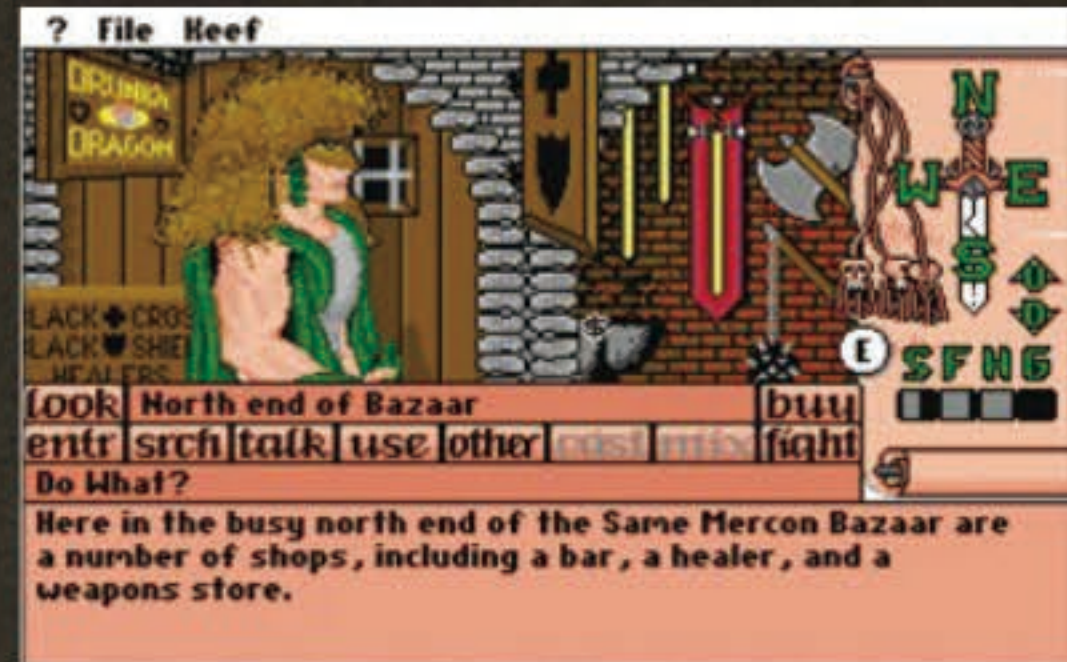 ? File Keef
DRUNKEN
DRAGON
N
W E
S
U
D
LACK CROS
LACK SHIE
HEALERS
E
SFHG
look North end of Bazaar buy
entr srch talk use other cast mix fight
Do What?
Here in the busy north end of the Same Mercon Bazaar are
a number of shops, including a bar, a healer, and a
weapons store.